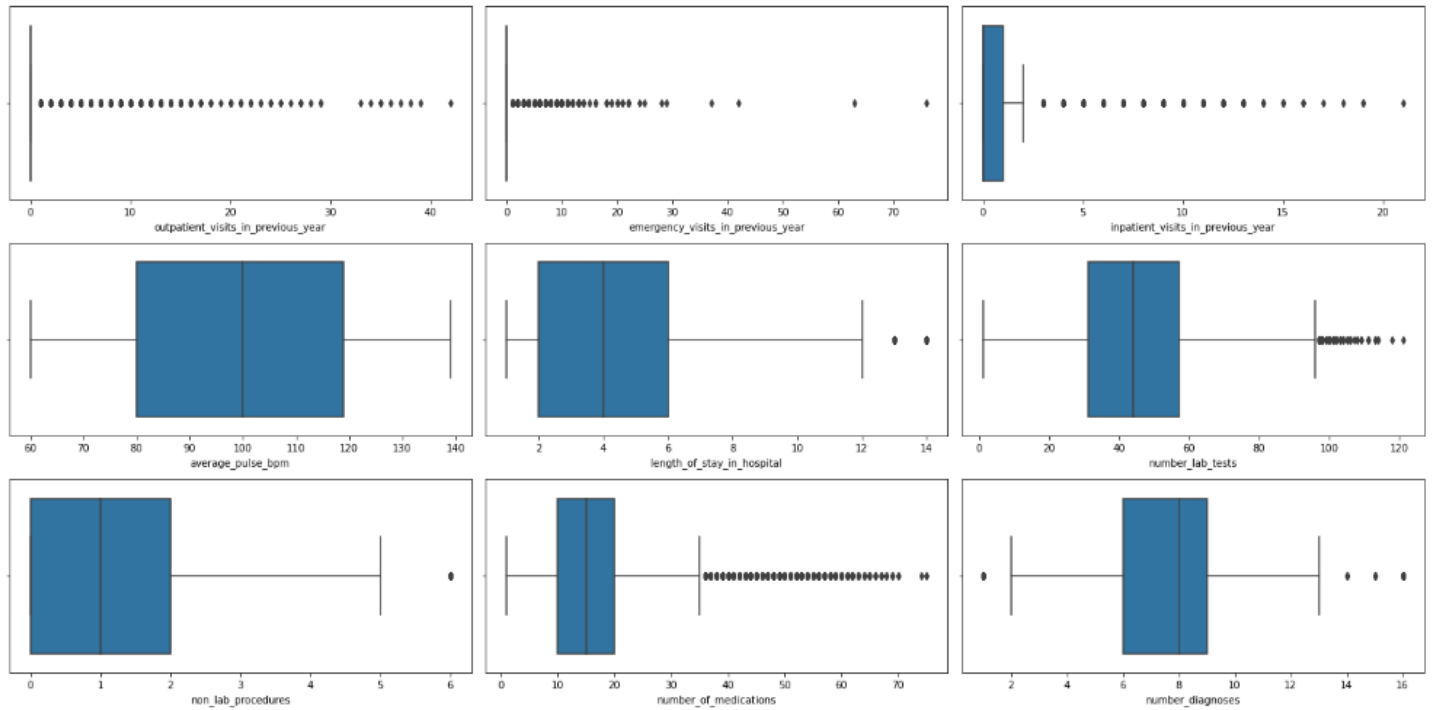 0 10 20 30 40
outpatient_visits_in_previous_year
0 10 20 30 40 50 60 70
emergency_visits_in_previous_year
0 5 10 15 20
inpatient_visits_in_previous_year
60 70 80 90 100 110 120 130 140
average_pulse_bpm
2 4 6 8 10 12 14
length_of_stay_in_hospital
0 20 40 60 80 100 120
number_lab_tests
0 1 2 3 4 5 6
non_lab_procedures
0 10 20 30 40 50 60 70
number_of_medications
2 4 6 8 10 12 14 16
number_diagnoses